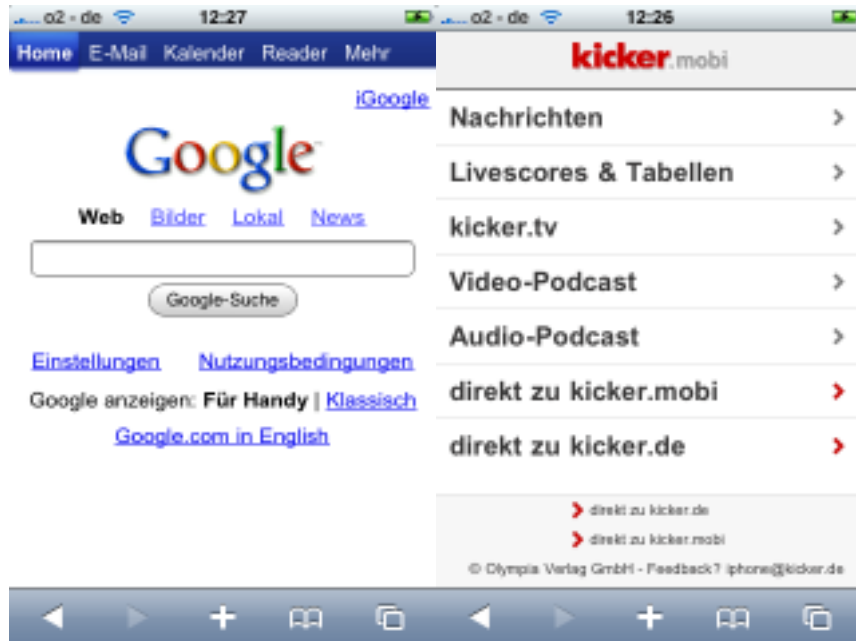 o2 - de 12:27
Home E-Mail Kalender Reader Mehr
iGoogle
Google™
Web Bilder Lokal News
Google-Suche
Einstellungen Nutzungsbedingungen
Google anzeigen: Für Handy | Klassisch
Google.com in English
o2 - de 12:26
kicker.mobi
Nachrichten
Livescores & Tabellen
kicker.tv
Video-Podcast
Audio-Podcast
direkt zu kicker.mobi
direkt zu kicker.de
direkt zu kicker.de
direkt zu kicker.mobi
© Olympia Verlag GmbH - Feedback? iphone@kicker.de